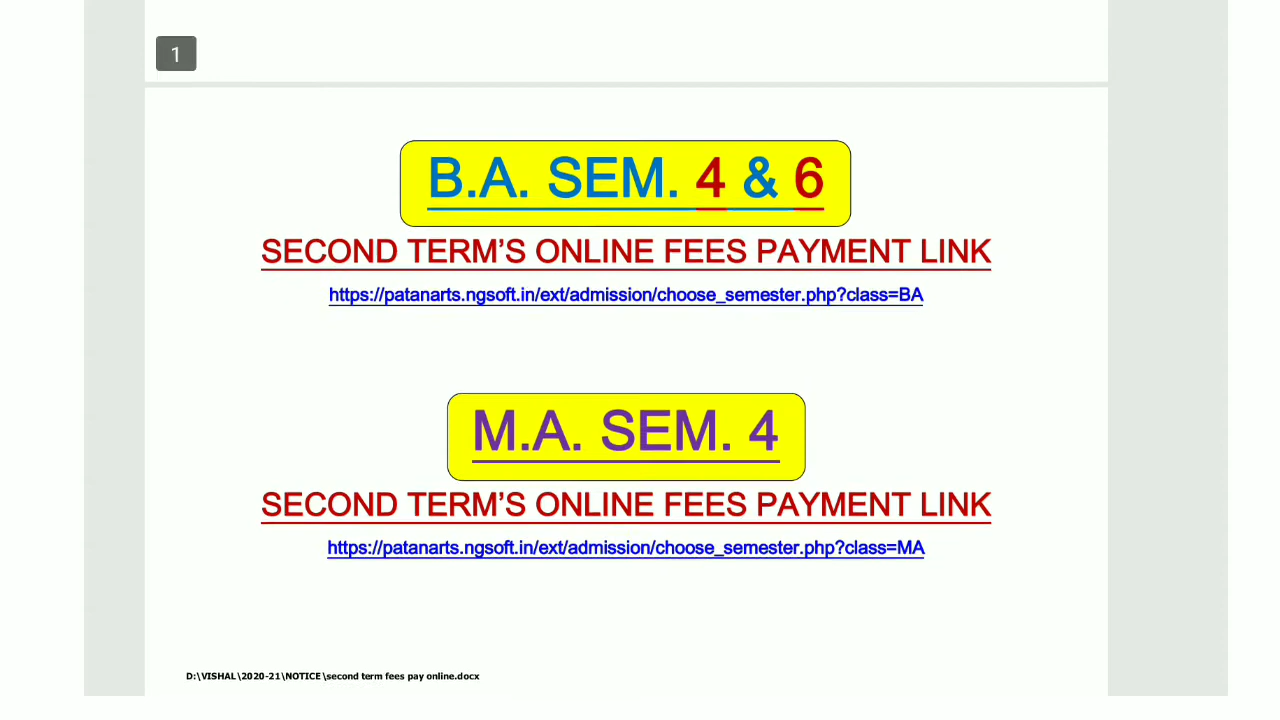 1
B.A. SEM. 4 & 6
SECOND TERM’S ONLINE FEES PAYMENT LINK
https://patanarts.ngsoft.in/ext/admission/choose_semester.php?class=BA
M.A. SEM. 4
SECOND TERM’S ONLINE FEES PAYMENT LINK
https://patanarts.ngsoft.in/ext/admission/choose_semester.php?class=MA
D:\VISHAL\2020-21\NOTICE\second term fees pay online.docx